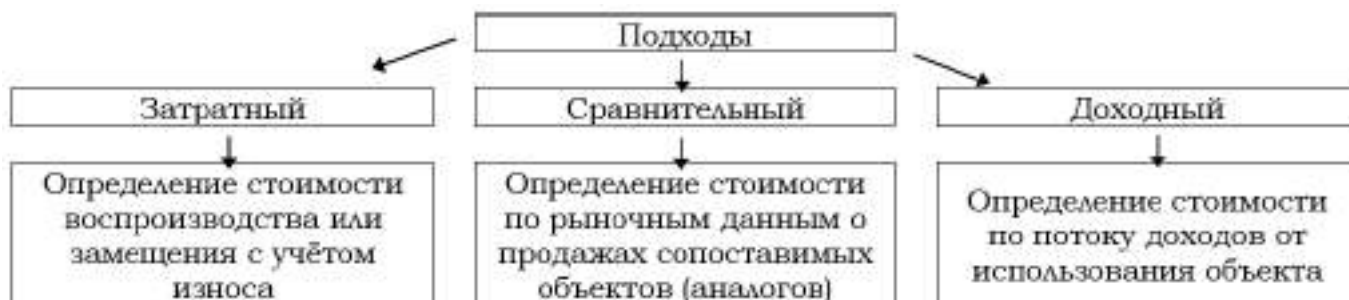 Подходы
Затратный
Сравнительный
Доходный
Определение стоимости
воспроизводства или
замещения с учётом
износа
Определение стоимости
по рыночным данным о
продажах сопоставимых
объектов (аналогов)
Определение стоимости
по потоку доходов от
использования объекта